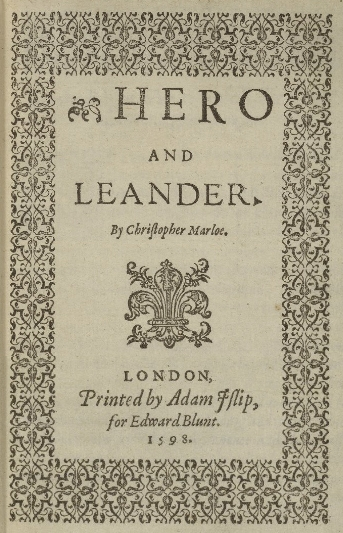 HERO
AND
LEANDER.
By Chriſtopher Marloe.
LONDON,
Printed by Adam Iſlip,
for Edward Blunt.
1598.